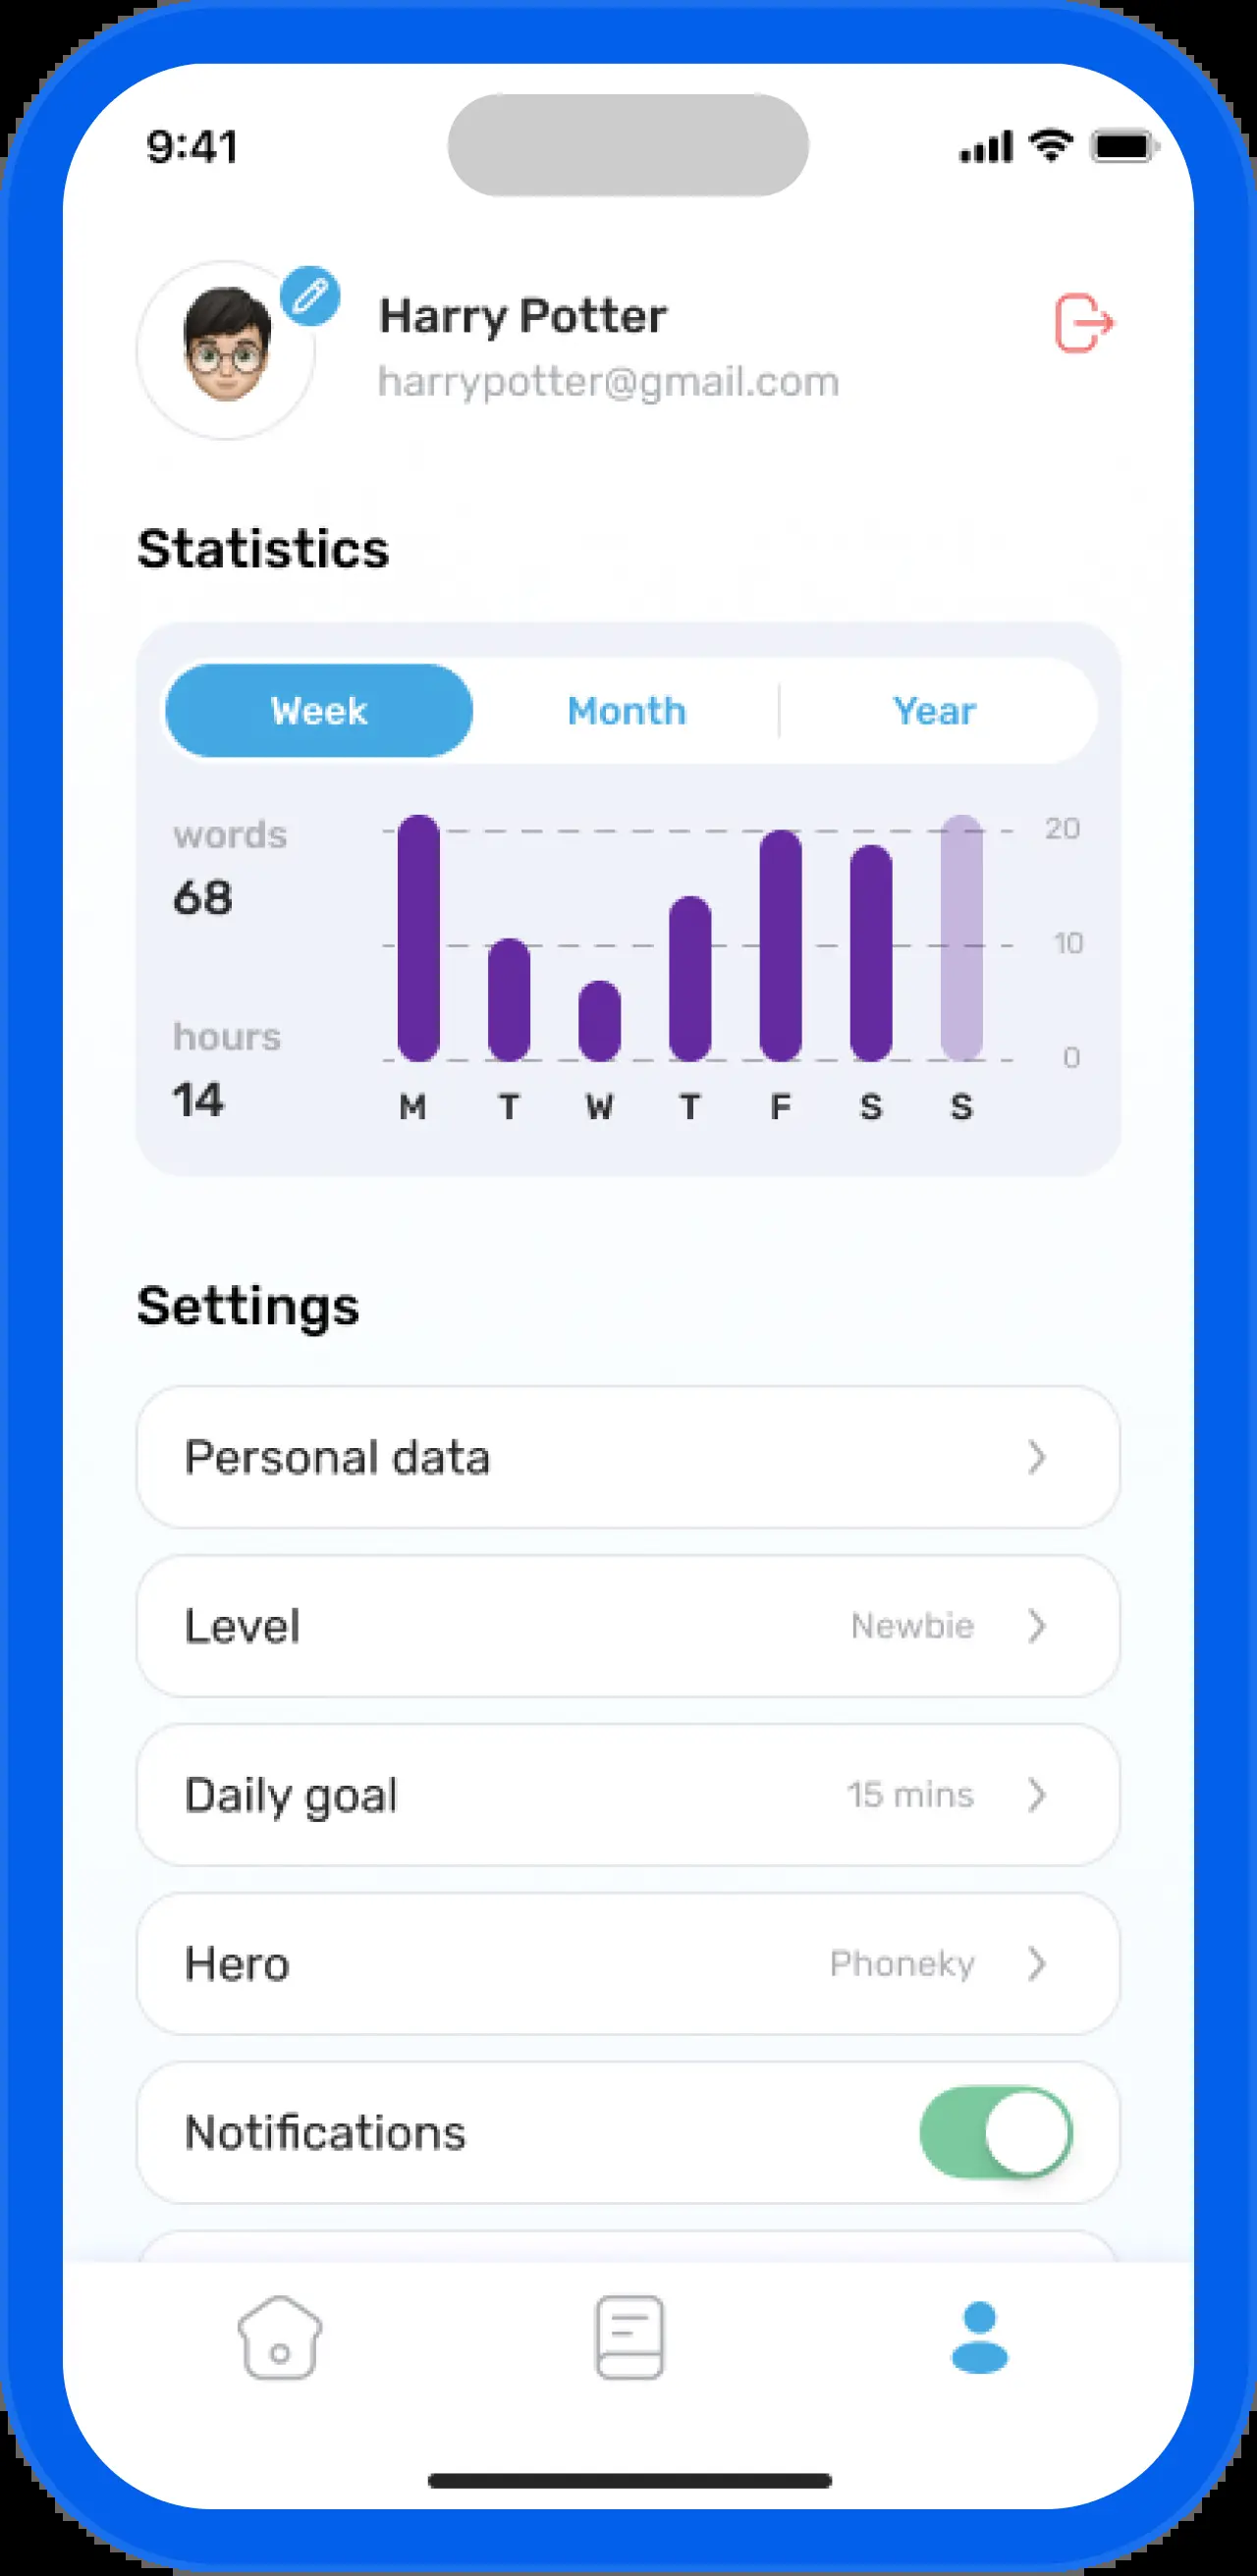 9:41
Harry Potter
harrypotter@gmail.com
Statistics
Week Month Year
words
68
hours
14
20
10
0
M T W T F S S
Settings
Personal data
Level Newbie
Daily goal 15 mins
Hero Phoneky
Notifications